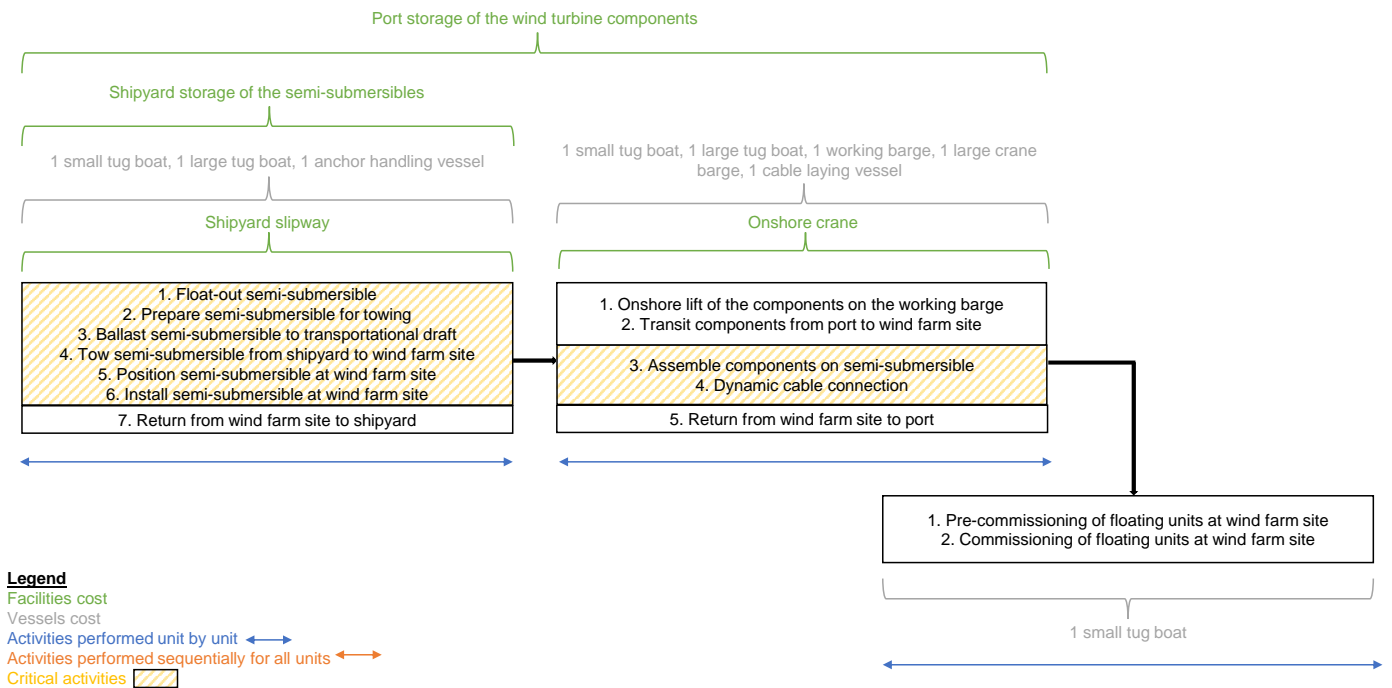 Port storage of the wind turbine components
Shipyard storage of the semi-submersibles
1 small tug boat, 1 large tug boat, 1 anchor handling vessel
1 small tug boat, 1 large tug boat, 1 working barge, 1 large crane
barge, 1 cable laying vessel
Shipyard slipway
Onshore crane
1. Float-out semi-submersible
2. Prepare semi-submersible for towing
3. Ballast semi-submersible to transportational draft
4. Tow semi-submersible from shipyard to wind farm site
5. Position semi-submersible at wind farm site
6. Install semi-submersible at wind farm site
7. Return from wind farm site to shipyard
1. Onshore lift of the components on the working barge
2. Transit components from port to wind farm site
3. Assemble components on semi-submersible
4. Dynamic cable connection
5. Return from wind farm site to port
1. Pre-commissioning of floating units at wind farm site
2. Commissioning of floating units at wind farm site
1 small tug boat
Legend
Facilities cost
Vessels cost
Activities performed unit by unit
Activities performed sequentially for all units
Critical activities